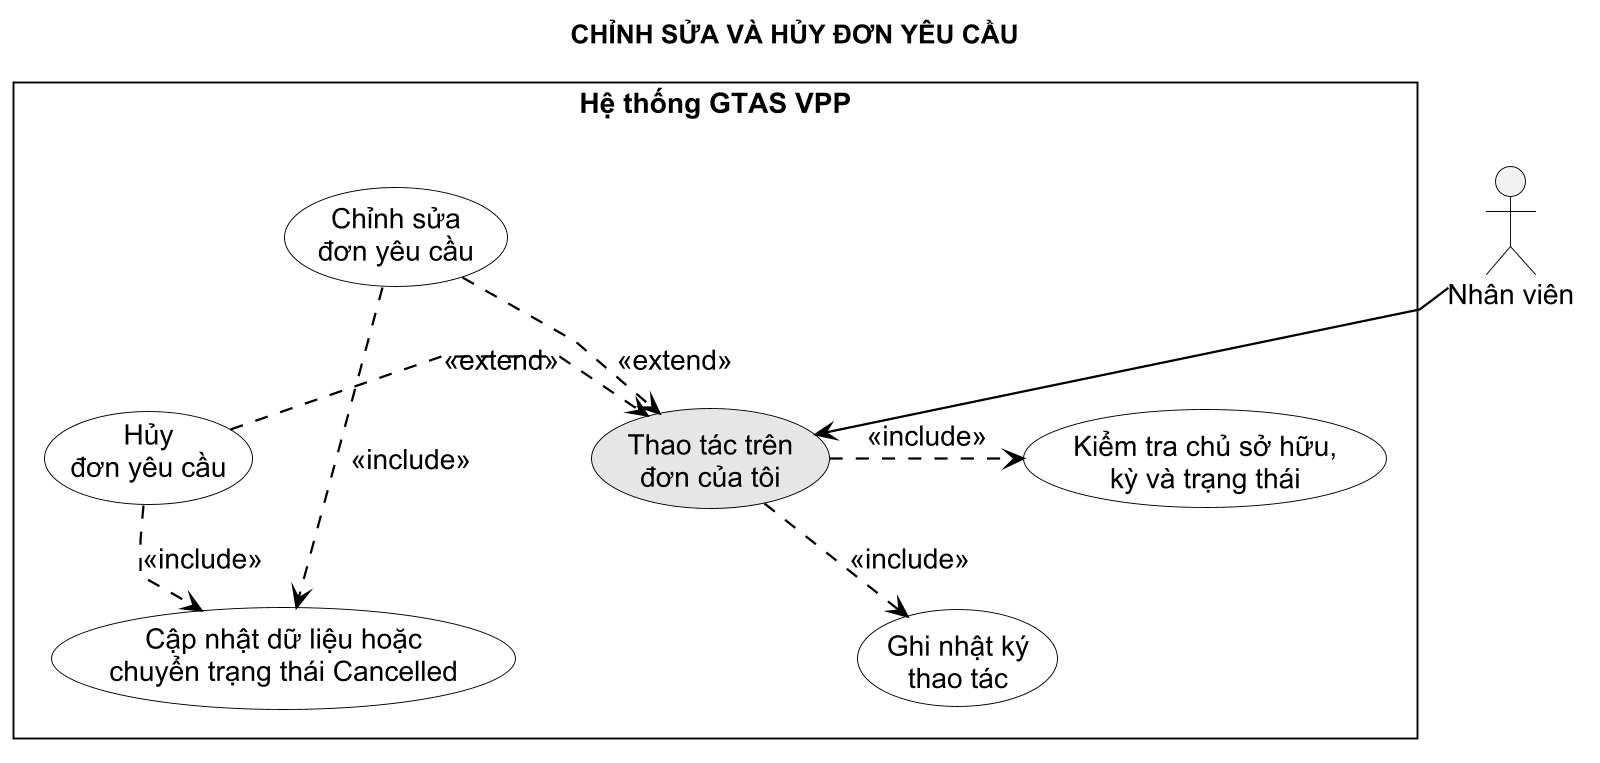 CHỈNH SỬA VÀ HỦY ĐƠN YÊU CẦU
Hệ thống GTAS VPP
Chỉnh sửa
đơn yêu cầu
Nhân viên
«extend»
«extend»
Hủy
đơn yêu cầu
«include»
Thao tác trên
đơn của tôi
«include»
Kiểm tra chủ sở hữu,
kỳ và trạng thái
«include»
«include»
Cập nhật dữ liệu hoặc
chuyển trạng thái Cancelled
Ghi nhật ký
thao tác